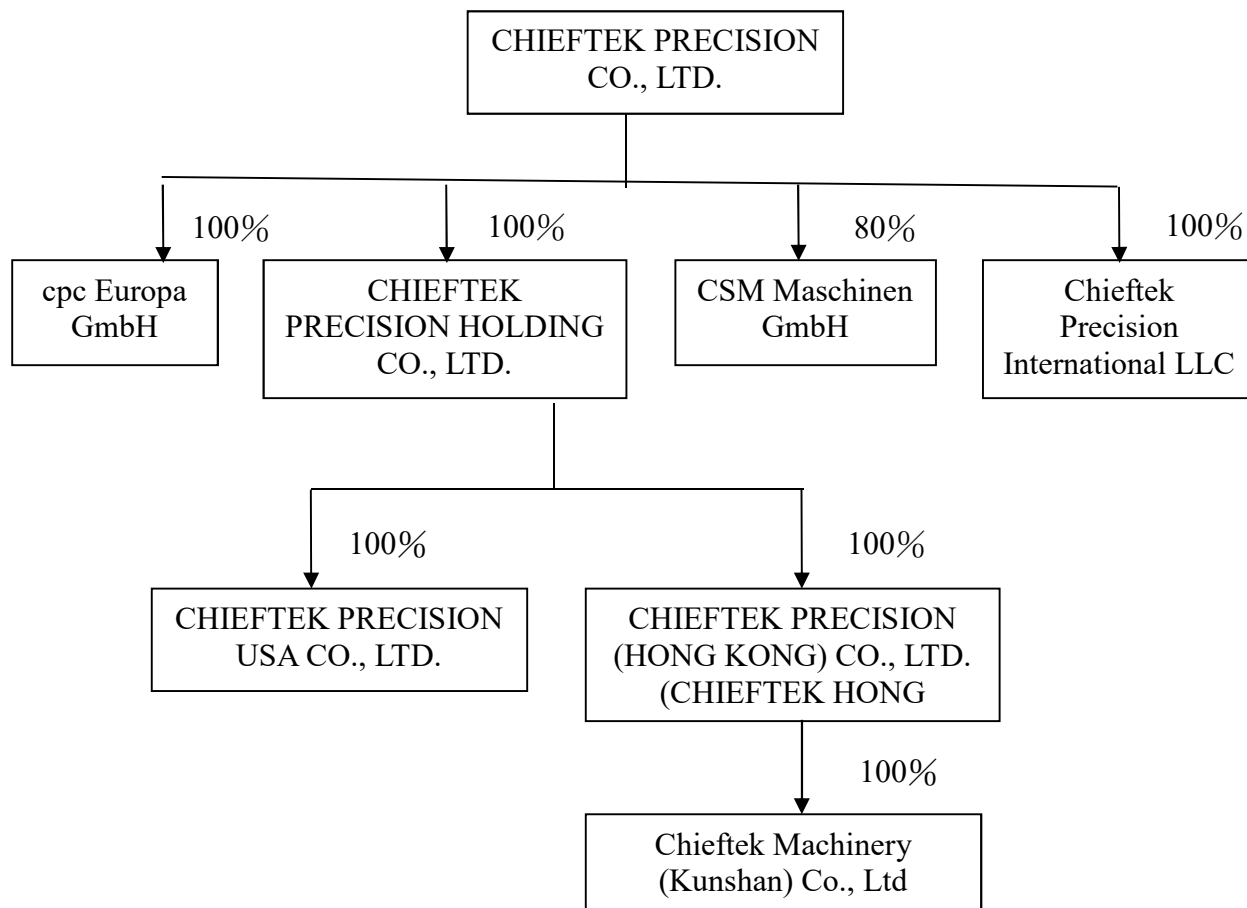 CHIEFTEK PRECISION
CO., LTD.
100%
100%
80%
100%
cpc Europa
GmbH
CHIEFTEK
PRECISION HOLDING
CO., LTD.
CSM Maschinen
GmbH
Chieftek
Precision
International LLC
100%
100%
CHIEFTEK PRECISION
USA CO., LTD.
CHIEFTEK PRECISION
(HONG KONG) CO., LTD.
(CHIEFTEK HONG
100%
Chieftek Machinery
(Kunshan) Co., Ltd